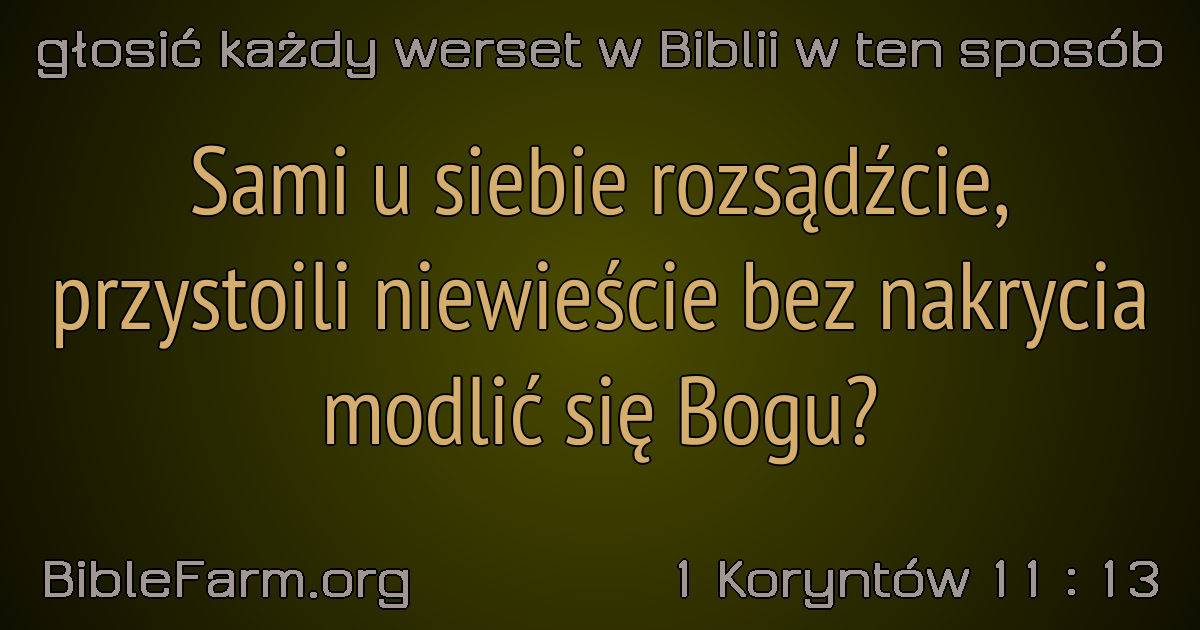 głosić każdy werset w Biblii w ten sposób
Sami u siebie rozsądźcie,
przystoili niewieście bez nakrycia
modlić się Bogu?
BibleFarm.org
1 Koryntów 11 : 13